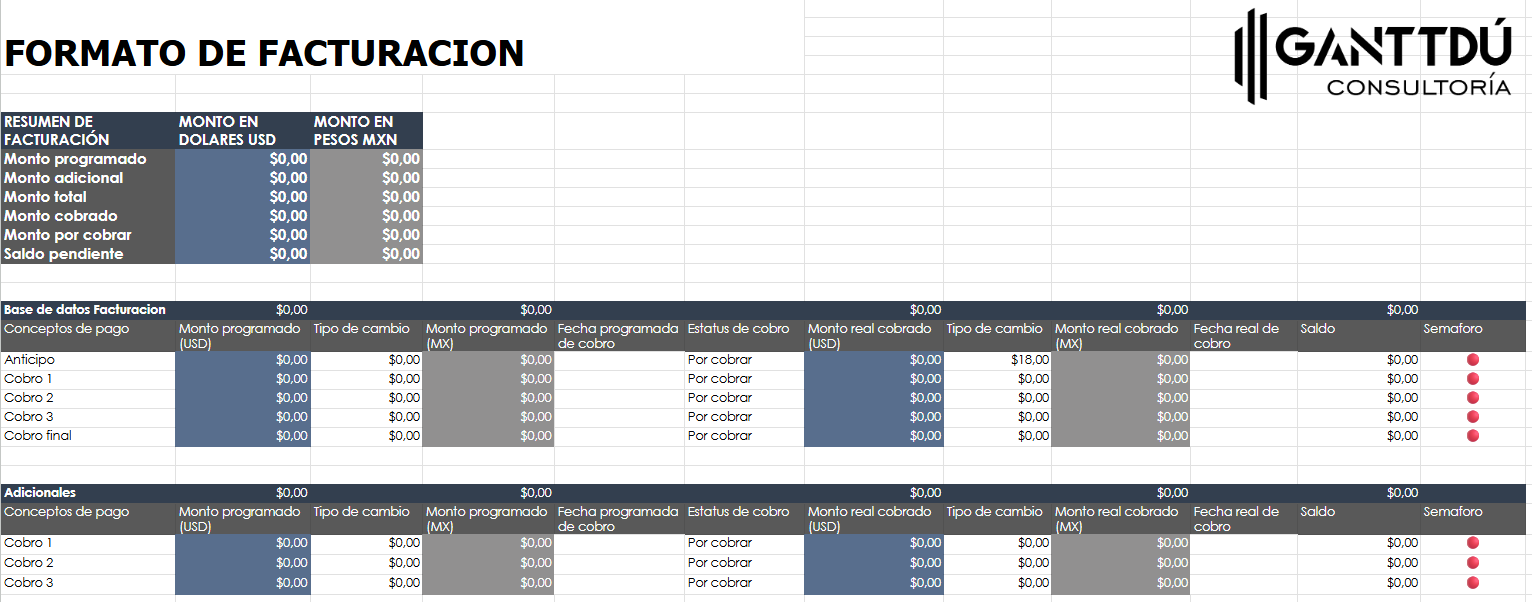 FORMATO DE FACTURACION
GANTTDÚ
CONSULTORÍA
RESUMEN DE FACTURACIÓN MONTO EN DOLARES USD MONTO EN PESOS MXN
Monto programado $0,00 $0,00
Monto adicional $0,00 $0,00
Monto total $0,00 $0,00
Monto cobrado $0,00 $0,00
Monto por cobrar $0,00 $0,00
Saldo pendiente $0,00 $0,00
Base de datos Facturacion $0,00 $0,00 $0,00 $0,00 $0,00
Conceptos de pago Monto programado (USD) Tipo de cambio Monto programado (MX) Fecha programada de cobro Estatus de cobro Monto real cobrado (USD) Tipo de cambio Monto real cobrado (MX) Fecha real de cobro Saldo Semaforo
Anticipo $0,00 $0,00 $0,00 Por cobrar $0,00 $18,00 $0,00 $0,00
Cobro 1 $0,00 $0,00 $0,00 Por cobrar $0,00 $0,00 $0,00 $0,00
Cobro 2 $0,00 $0,00 $0,00 Por cobrar $0,00 $0,00 $0,00 $0,00
Cobro 3 $0,00 $0,00 $0,00 Por cobrar $0,00 $0,00 $0,00 $0,00
Cobro final $0,00 $0,00 $0,00 Por cobrar $0,00 $0,00 $0,00 $0,00
Adicionales $0,00 $0,00 $0,00 $0,00 $0,00
Conceptos de pago Monto programado (USD) Tipo de cambio Monto programado (MX) Fecha programada de cobro Estatus de cobro Monto real cobrado (USD) Tipo de cambio Monto real cobrado (MX) Fecha real de cobro Saldo Semaforo
Cobro 1 $0,00 $0,00 $0,00 Por cobrar $0,00 $0,00 $0,00 $0,00
Cobro 2 $0,00 $0,00 $0,00 Por cobrar $0,00 $0,00 $0,00 $0,00
Cobro 3 $0,00 $0,00 $0,00 Por cobrar $0,00 $0,00 $0,00 $0,00